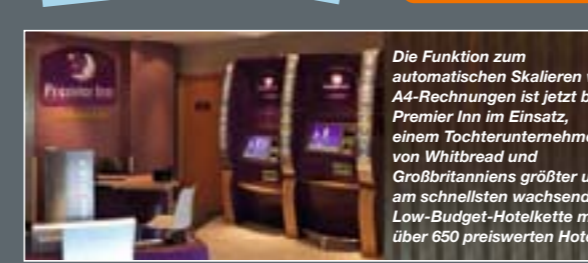 Premier Inn
Die Funktion zum
automatischen Skalieren
A4-Rechnungen ist jetzt
Premier Inn im Einsatz,
einem
von Whitbread und
Großbritanniens größter
am schnellsten
Low-Budget-Hotelkette
über 650 preiswerten